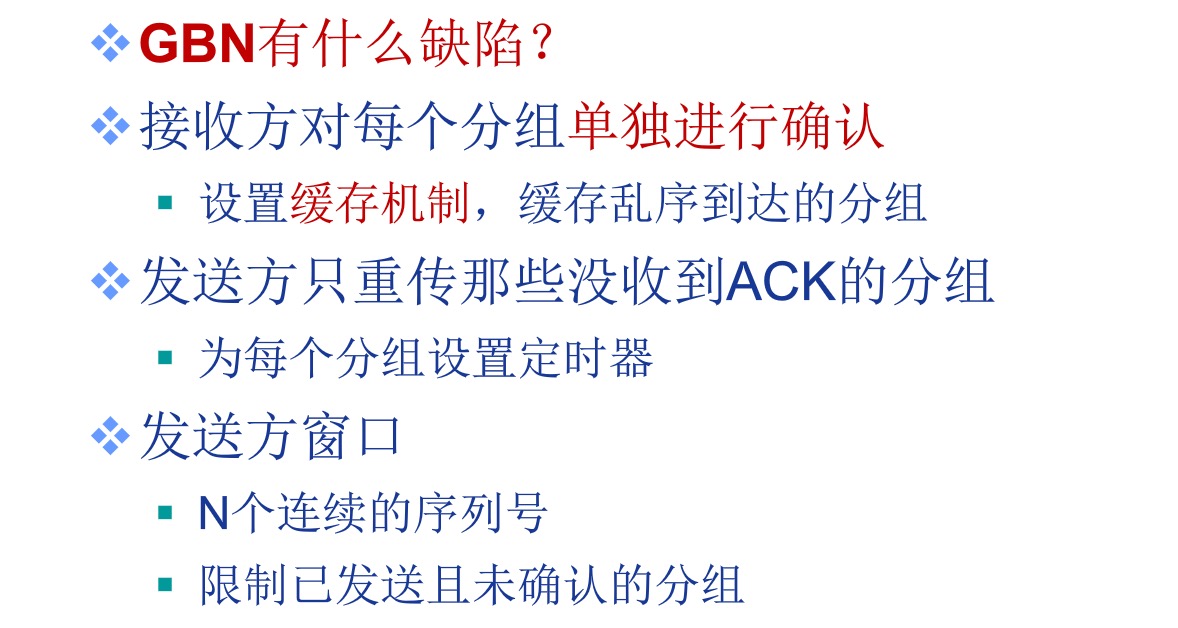 GBN有什么缺陷？
接收方对每个分组单独进行确认
设置缓存机制，缓存乱序到达的分组
发送方只重传那些没收到ACK的分组
为每个分组设置定时器
发送方窗口
N个连续的序列号
限制已发送且未确认的分组